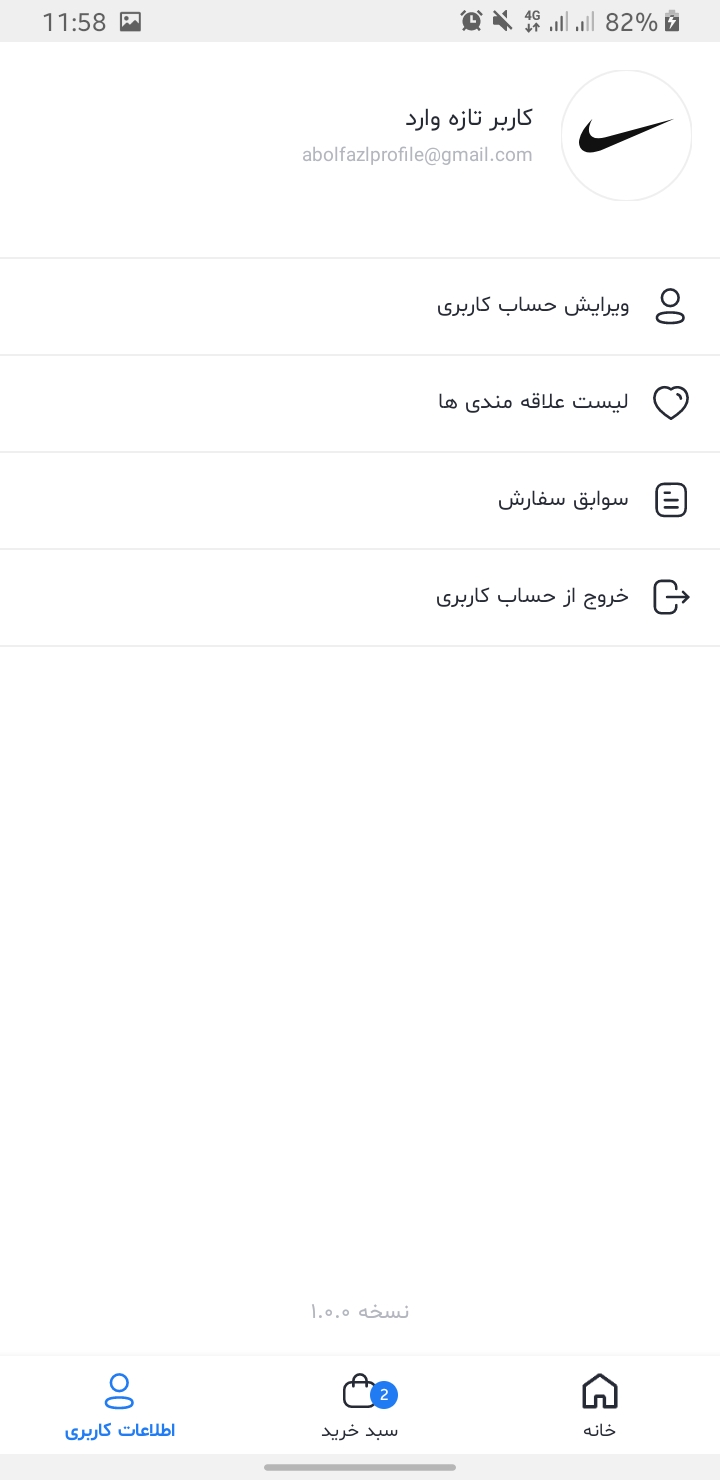 11:58
4G
82%
کاربر تازه وارد
abolfazlprofile@gmail.com
ویرایش حساب کاربری
لیست علاقه مندی ها
سوابق سفارش
خروج از حساب کاربری
نسخه ۱.۰.۰
خانه
2
سبد خرید
اطلاعات کاربری